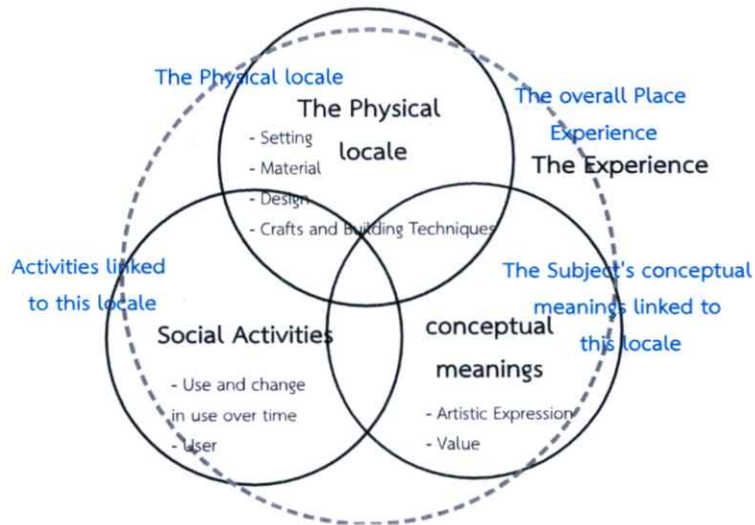 The Physical locale
The overall Place
Experience
The Physical
locale
- Setting
- Material
- Design
- Crafts and Building Techniques
The Experience
Activities linked
to this locale
The Subject's conceptual
meanings linked to
this locale
Social Activities
- Use and change
in use over time
- User
conceptual
meanings
- Artistic Expression
- Value